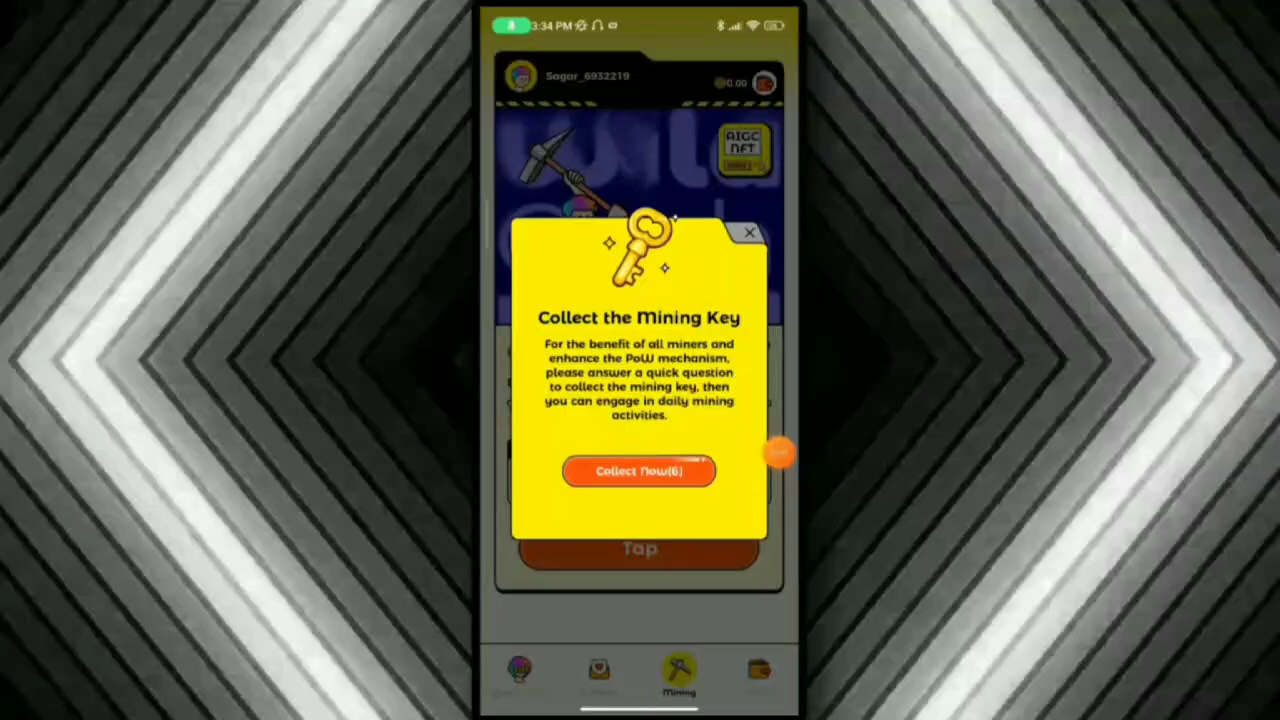 3:34 PM
Sagar_6932219
0.00
AIGC
NFT
Collect the Mining Key
For the benefit of all miners and
enhance the PoW mechanism,
please answer a quick question
to collect the mining key, then
you can engage in daily mining
activities.
Collect Now(6)
Tap
Mining